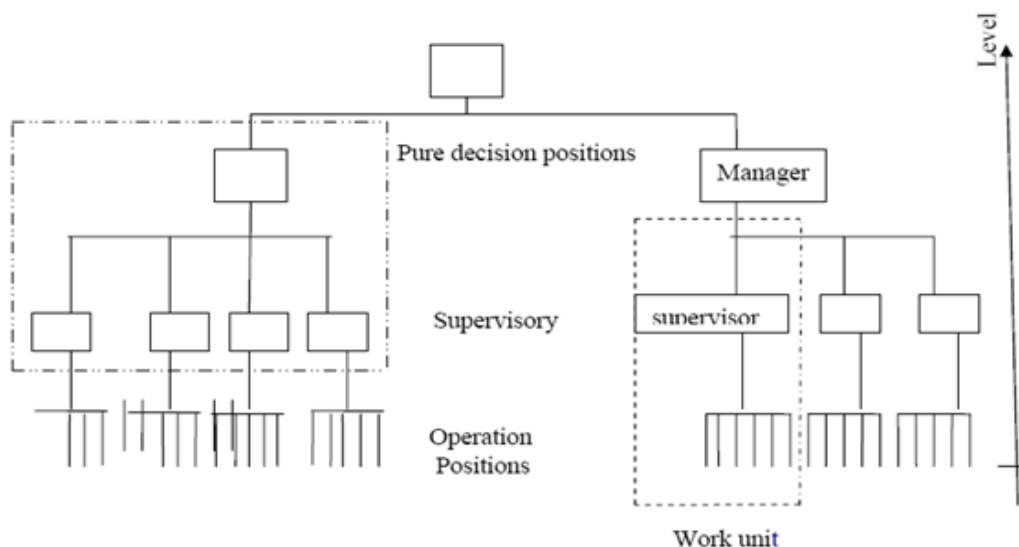 Level
Pure decision positions
Manager
Supervisory
supervisor
Operation
Positions
Work unit